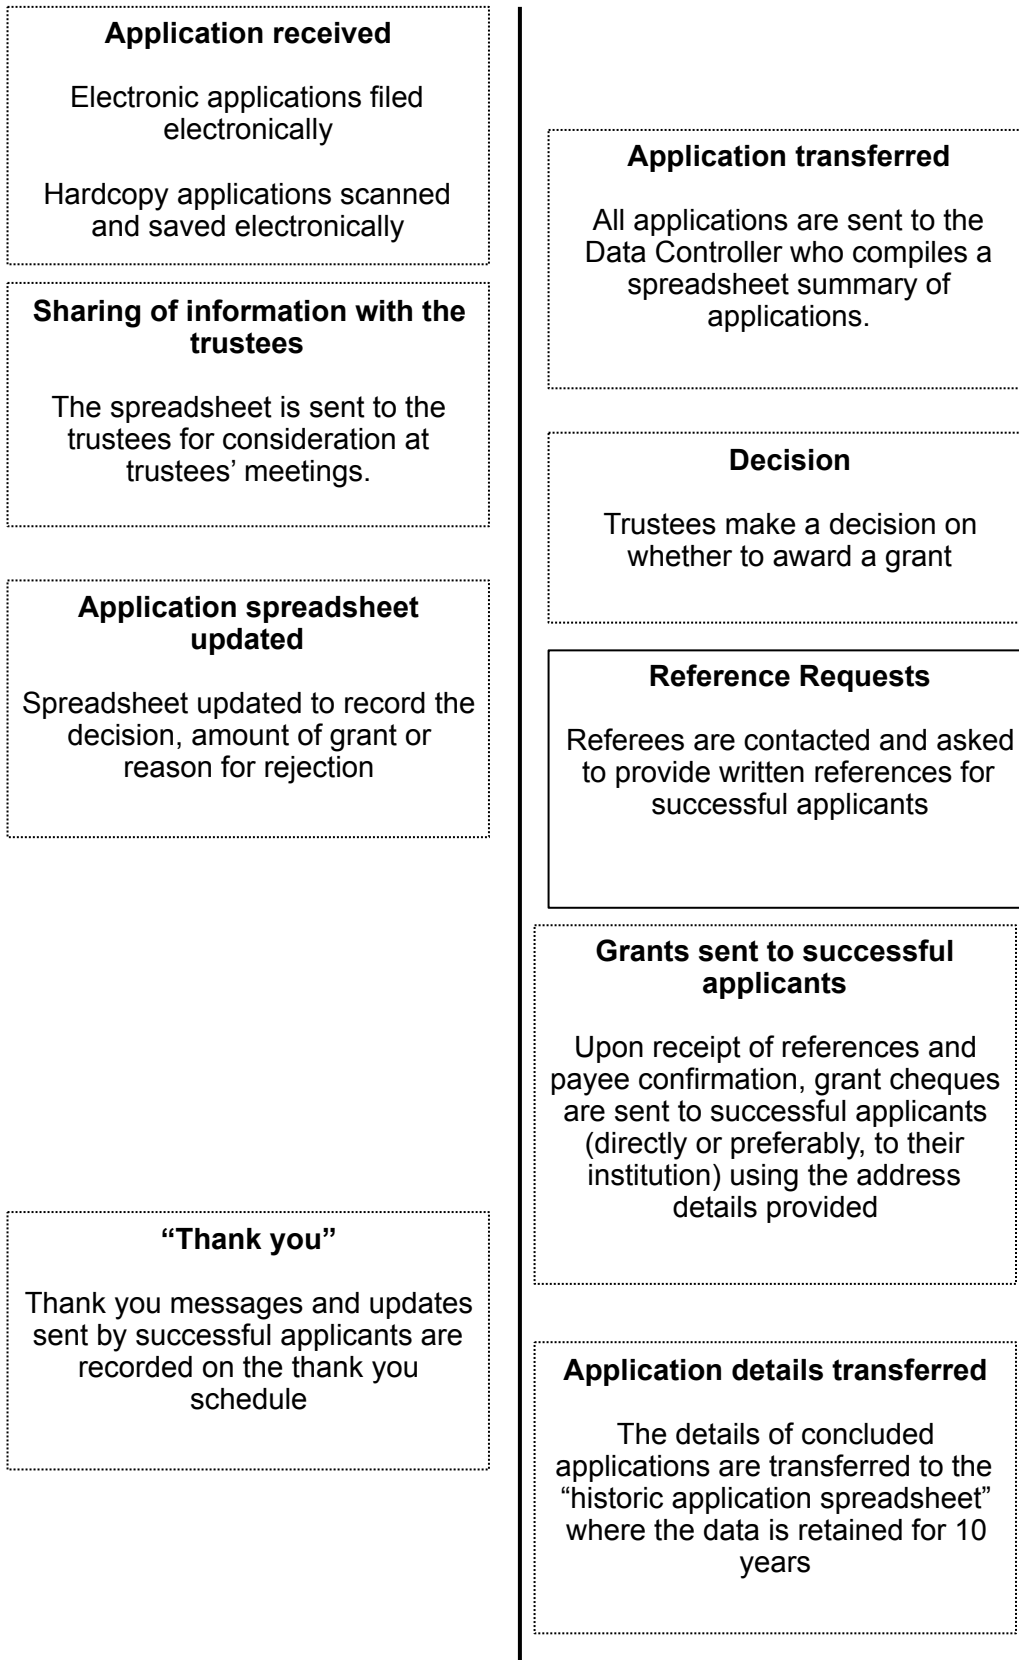 Application received
Electronic applications filed
electronically
Hardcopy applications scanned
and saved electronically
Application transferred
All applications are sent to the
Data Controller who compiles a
spreadsheet summary of
applications.
Sharing of information with the
trustees
The spreadsheet is sent to the
trustees for consideration at
trustees’ meetings.
Decision
Trustees make a decision on
whether to award a grant
Application spreadsheet
updated
Spreadsheet updated to record the
decision, amount of grant or
reason for rejection
Reference Requests
Referees are contacted and asked
to provide written references for
successful applicants
Grants sent to successful
applicants
Upon receipt of references and
payee confirmation, grant cheques
are sent to successful applicants
(directly or preferably, to their
institution) using the address
details provided
“Thank you”
Thank you messages and updates
sent by successful applicants are
recorded on the thank you
schedule
Application details transferred
The details of concluded
applications are transferred to the
“historic application spreadsheet”
where the data is retained for 10
years